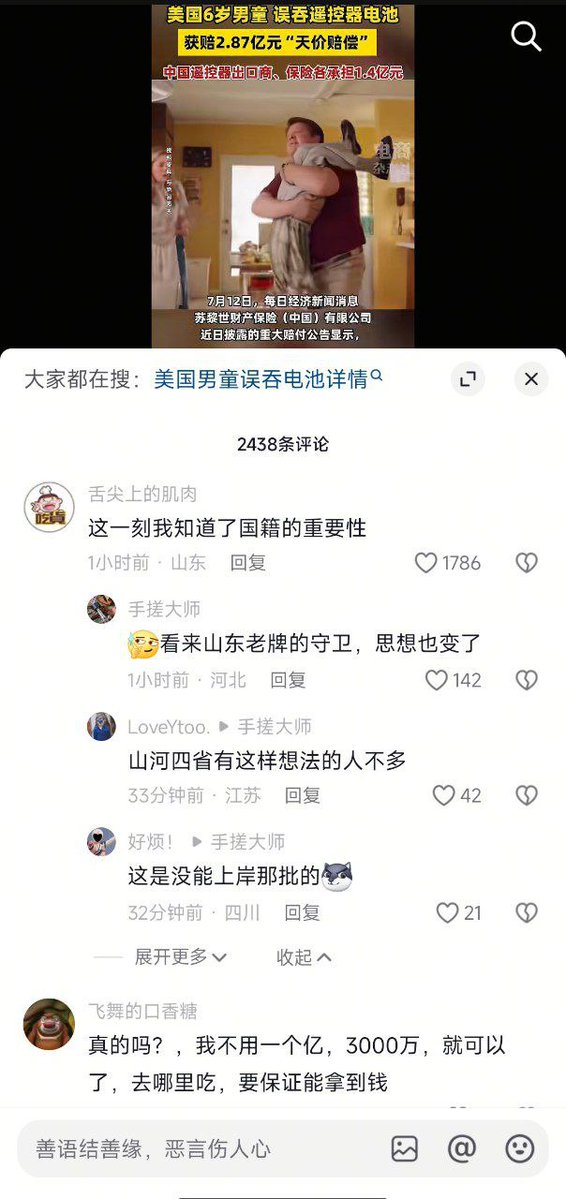 美国6岁男童 误吞遥控器电池
获赔2.87亿元“天价赔偿”
中国遥控器出口商、保险各承担1.4亿元
电商
7月12日，每日经济新闻消息
苏黎世财产保险（中国）有限公司
近日披露的重大赔付公告显示，
大家都在搜：美国男童误吞电池详情
2438条评论
吃货
舌尖上的肌肉
这一刻我知道了国籍的重要性
1小时前 · 山东 回复 1786
手搓大师
看来山东老牌的守卫，思想也变了
1小时前 · 河北 回复 142
LoveYtoo. ▶ 手搓大师
山河四省有这样想法的人不多
33分钟前 · 江苏 回复 42
好烦！ ▶ 手搓大师
这是没能上岸那批的
32分钟前 · 四川 回复 21
展开更多 收起
飞舞的口香糖
真的吗？，我不用一个亿，3000万，就可以
了，去哪里吃，要保证能拿到钱
善语结善缘，恶言伤人心